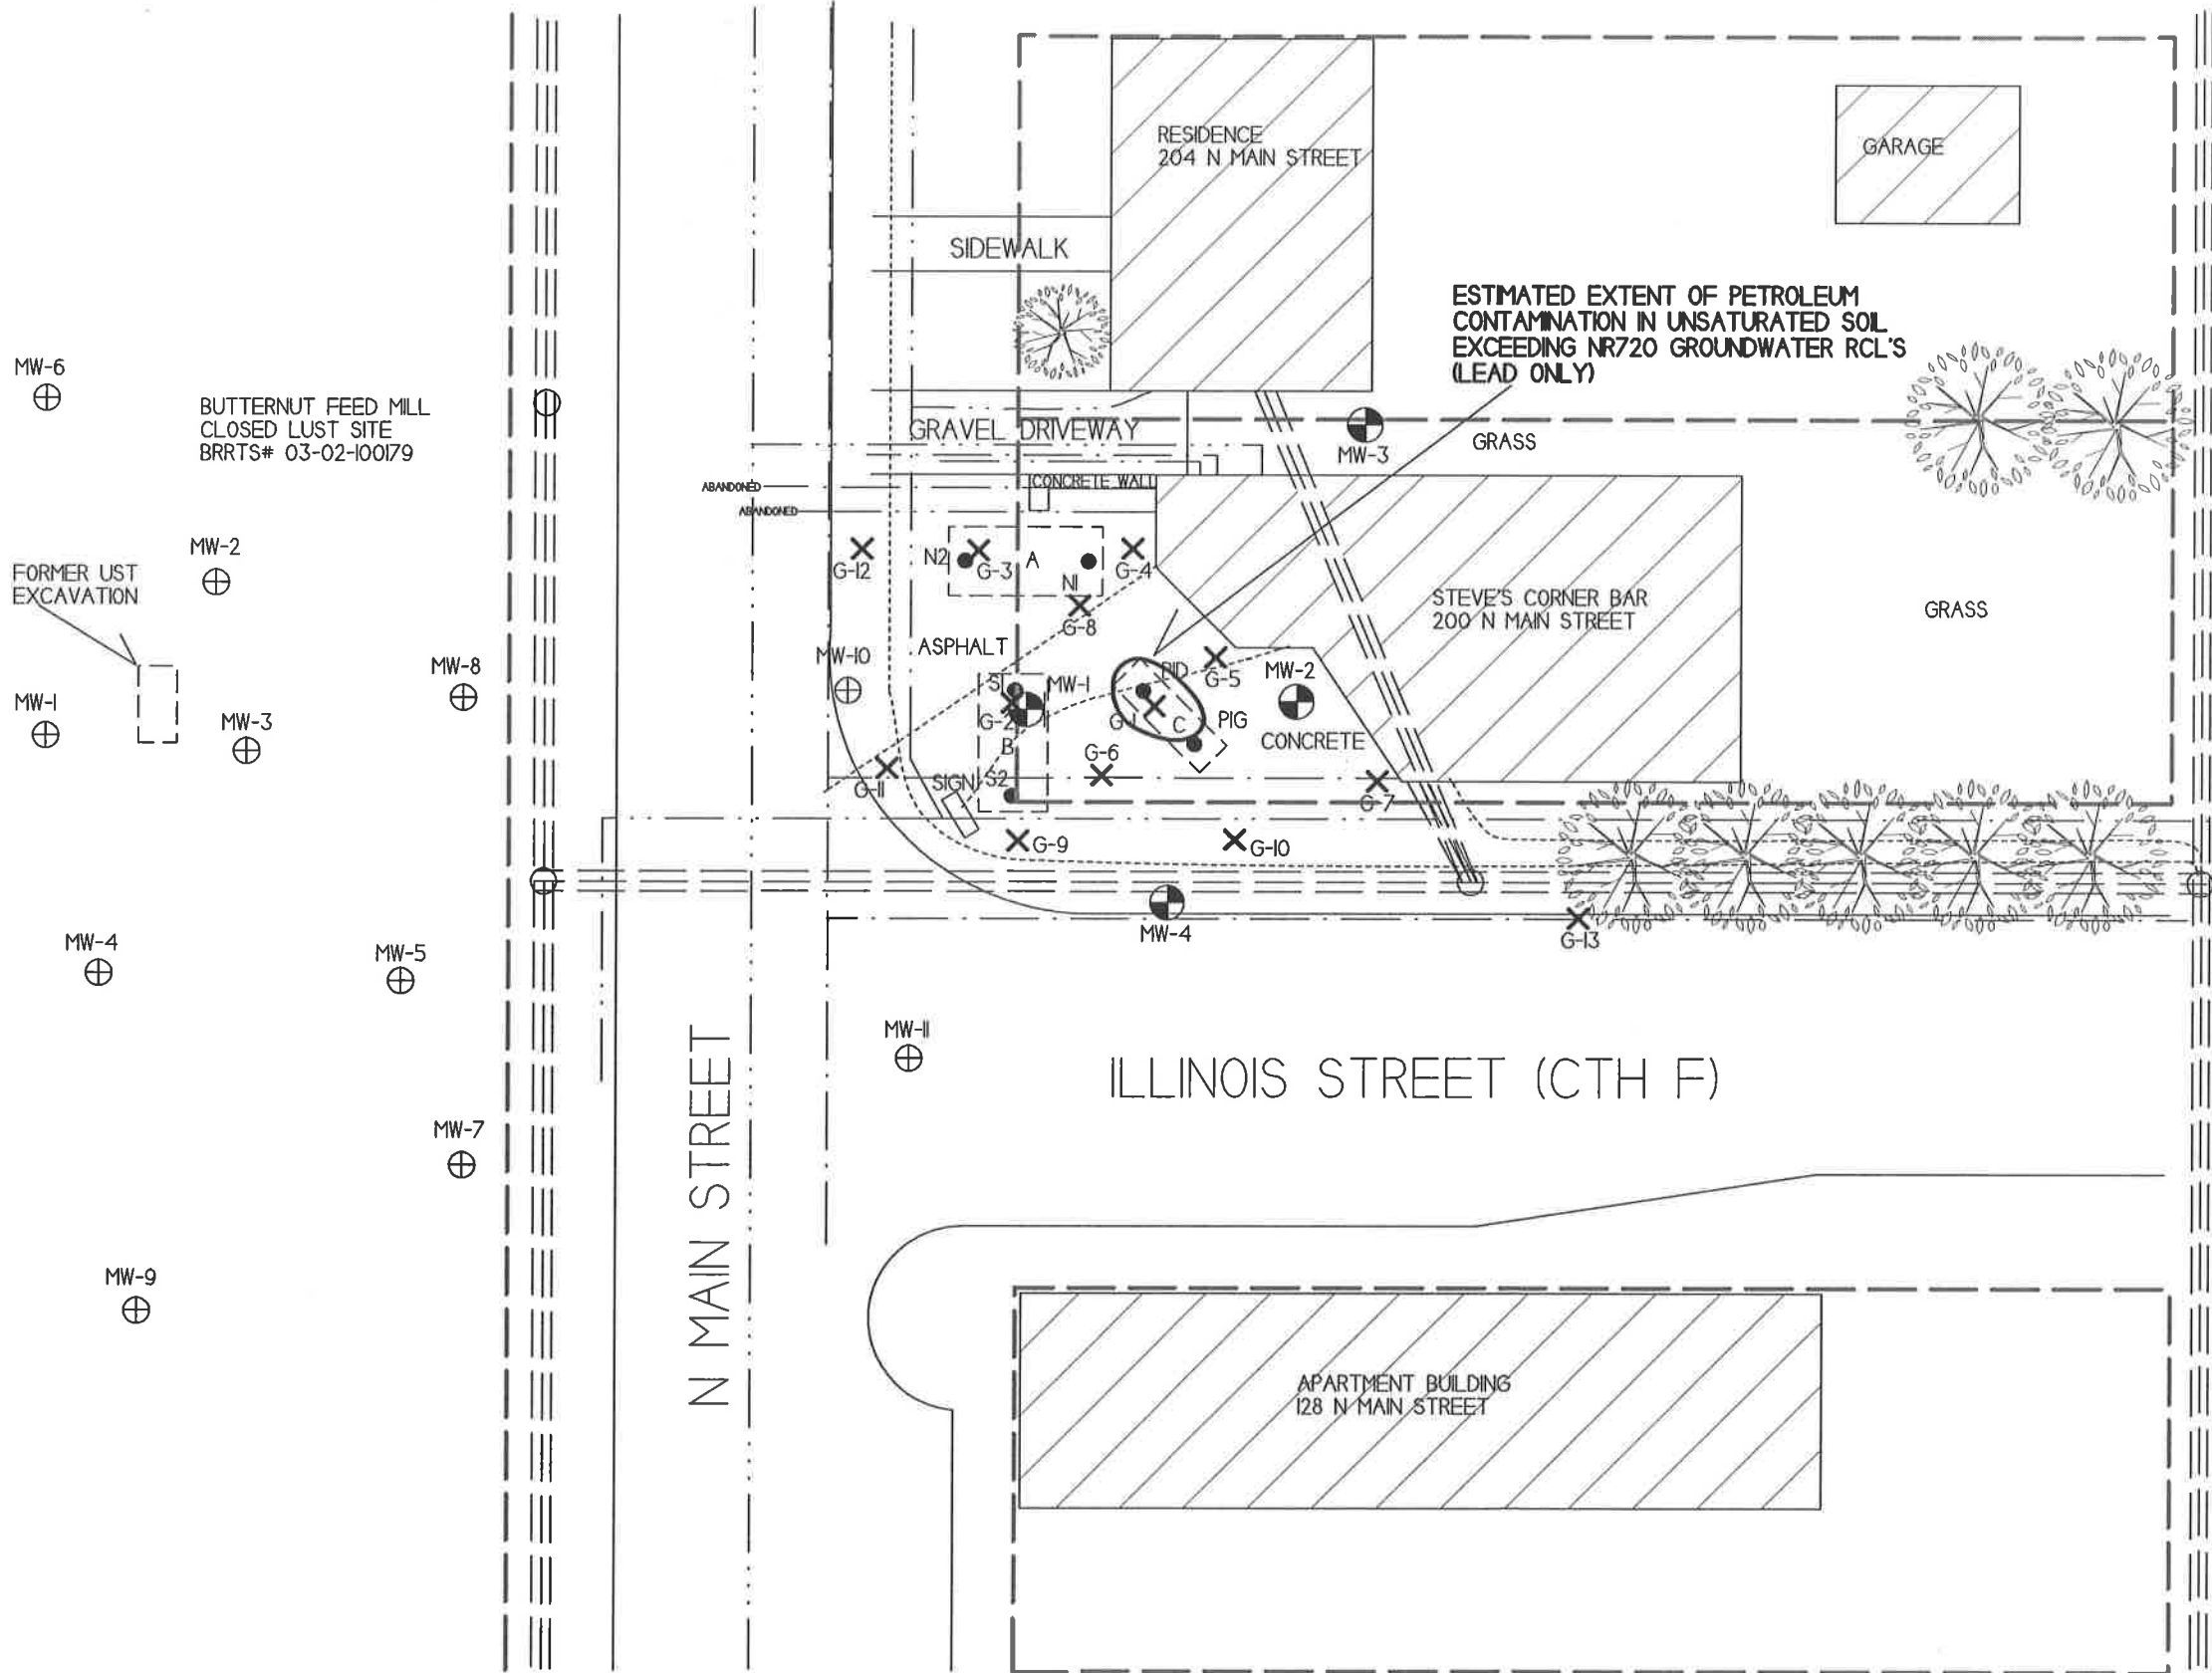 RESIDENCE
204 N MAIN STREET
GARAGE
SIDEWALK
ESTIMATED EXTENT OF PETROLEUM
CONTAMINATION IN UNSATURATED SOIL
EXCEEDING NR720 GROUNDWATER RCL'S
(LEAD ONLY)
MW-6
BUTTERNUT FEED MILL
CLOSED LUST SITE
BRRTS# 03-02-100179
GRAVEL DRIVEWAY
MW-3
GRASS
ABANDONED
CONCRETE WALL
ABANDONED
MW-2
FORMER UST
EXCAVATION
N2
G-3
A
N1
G-4
G-12
G-8
STEVE'S CORNER BAR
200 N MAIN STREET
GRASS
ASPHALT
MW-10
MW-8
S1
MW-1
G-2
B
PID
G-5
MW-2
G-1
C
PIG
CONCRETE
MW-1
MW-3
G-6
G-11
SIGN
S2
G-7
G-9
G-10
MW-4
G-13
MW-4
MW-5
MW-11
N MAIN STREET
ILLINOIS STREET (CTH F)
MW-7
MW-9
APARTMENT BUILDING
128 N MAIN STREET